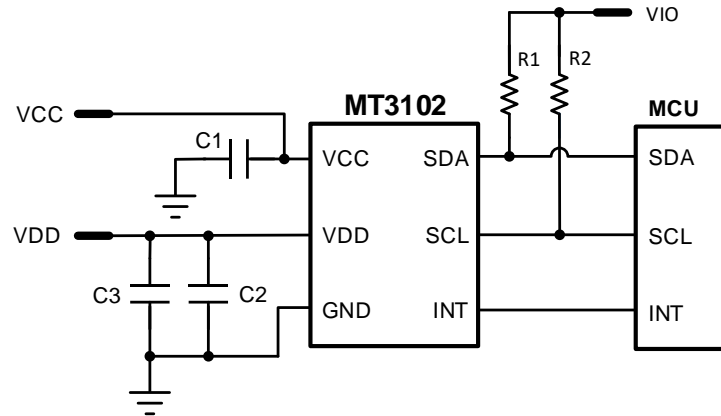 VIO
R1 R2
MT3102
MCU
VCC
C1
VCC SDA SDA
VDD
VDD SCL SCL
C3 C2
GND INT INT